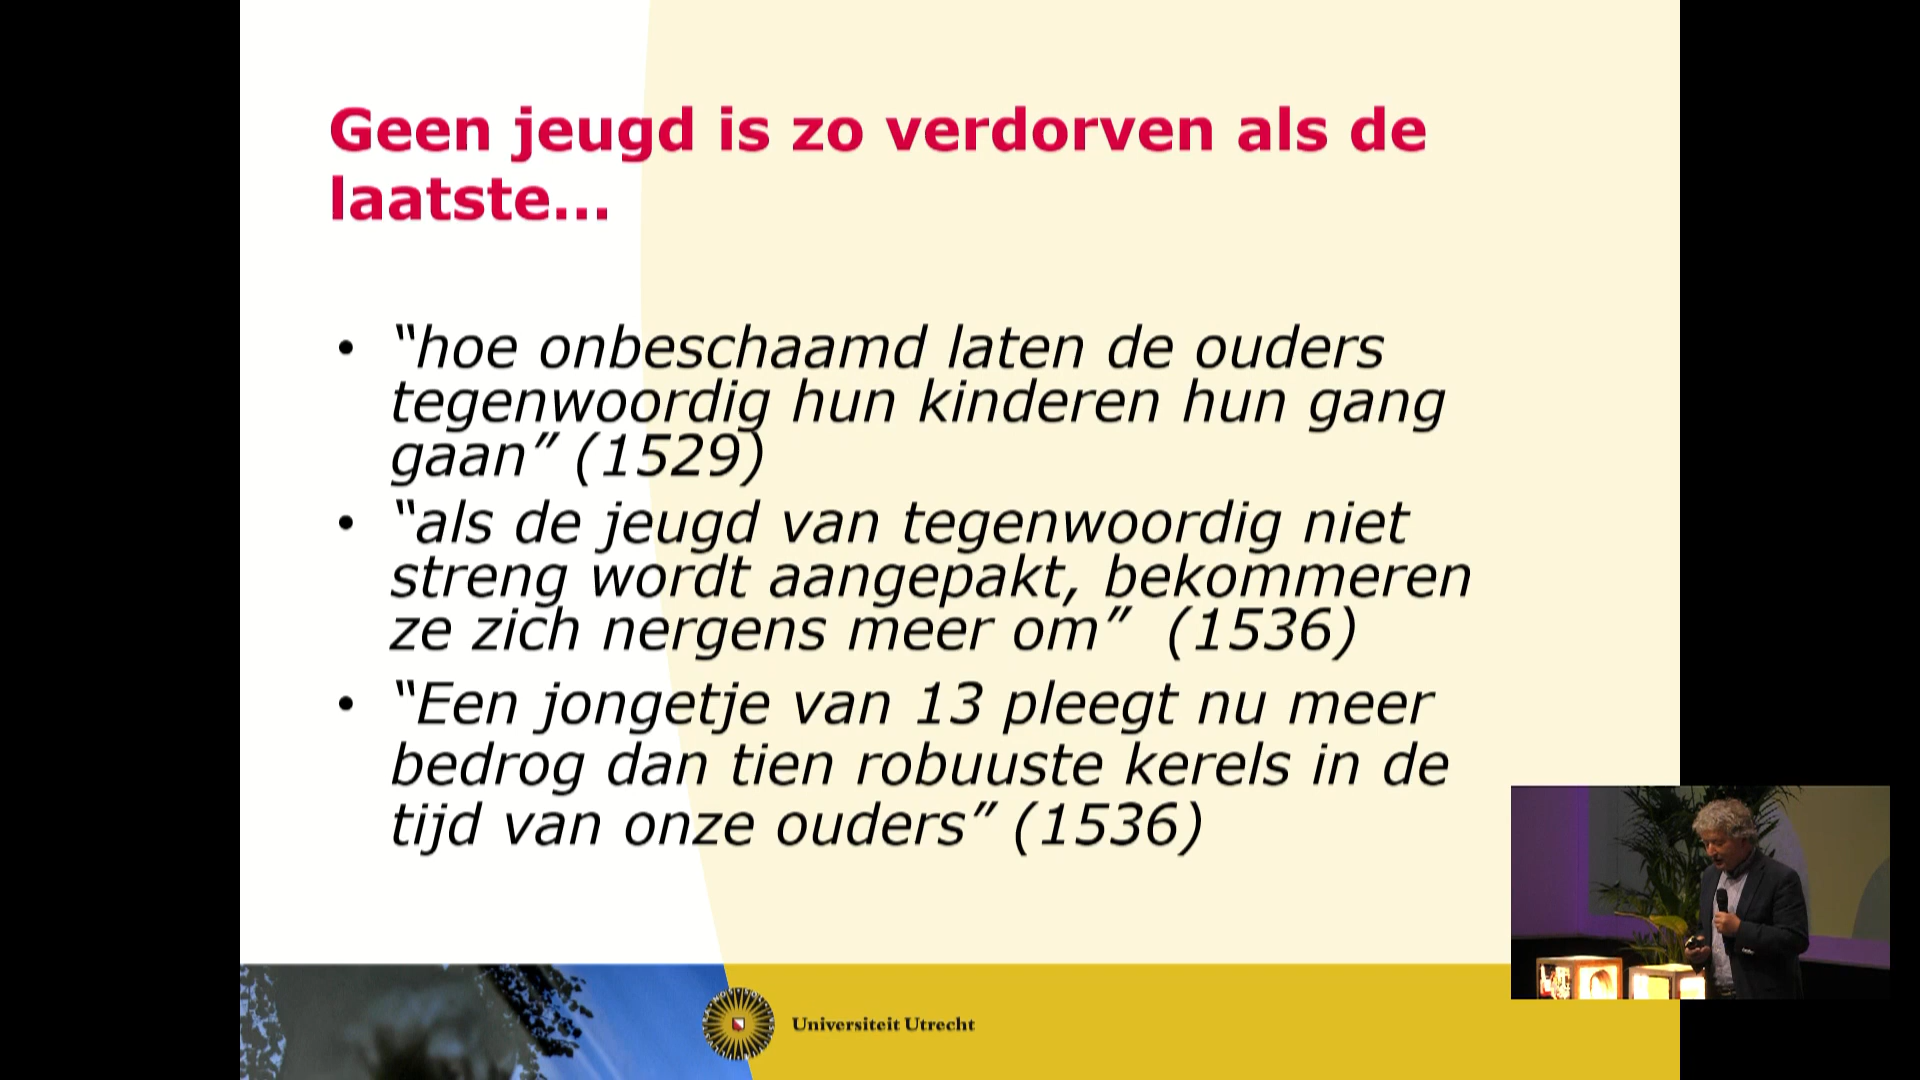 Geen jeugd is zo verdorven als de
laatste...
• “hoe onbeschaamd laten de ouders
tegenwoordig hun kinderen hun gang
gaan” (1529)
• “als de jeugd van tegenwoordig niet
streng wordt aangepakt, bekommeren
ze zich nergens meer om” (1536)
• “Een jongetje van 13 pleegt nu meer
bedrog dan tien robuuste kerels in de
tijd van onze ouders” (1536)
Universiteit Utrecht